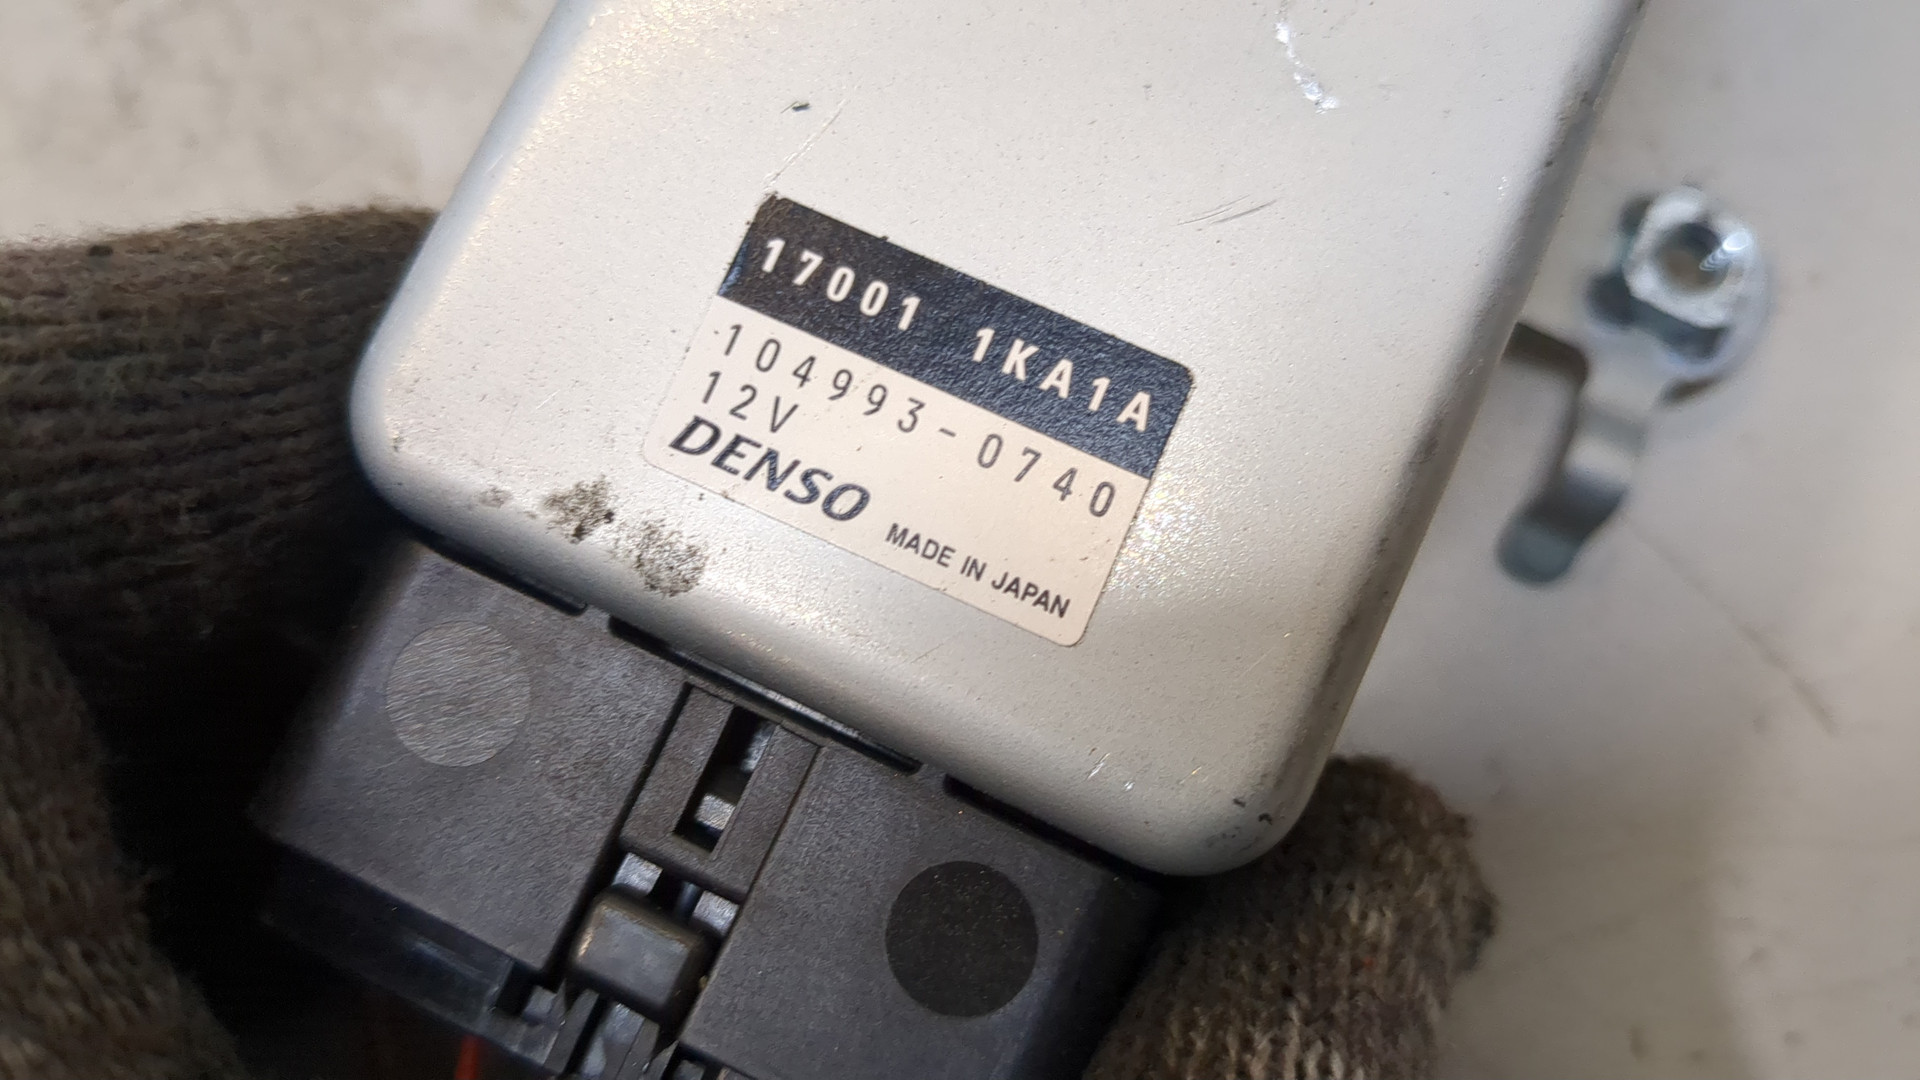 17001 1KA1A
104993-0740
12V
DENSO MADE IN JAPAN